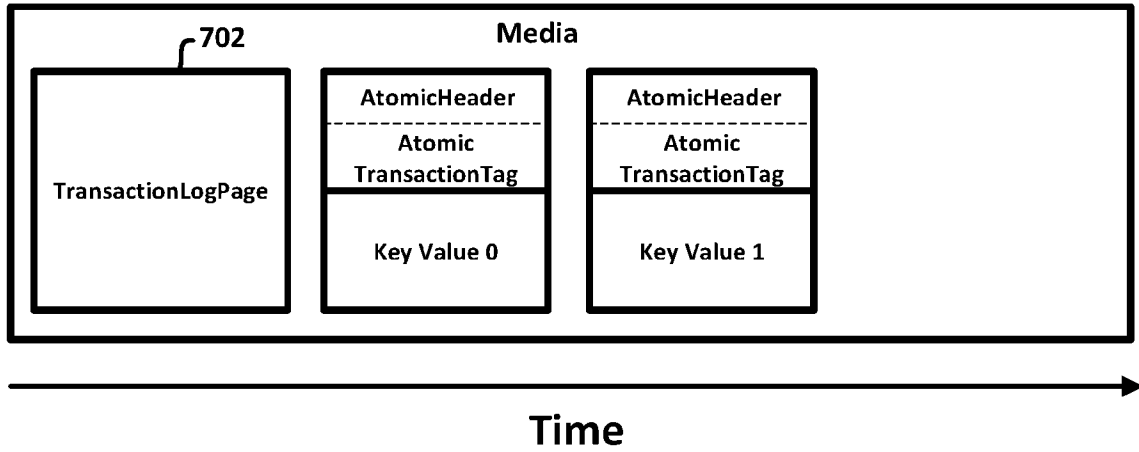 702
Media
TransactionLogPage
AtomicHeader
Atomic
TransactionTag
Key Value 0
AtomicHeader
Atomic
TransactionTag
Key Value 1
Time